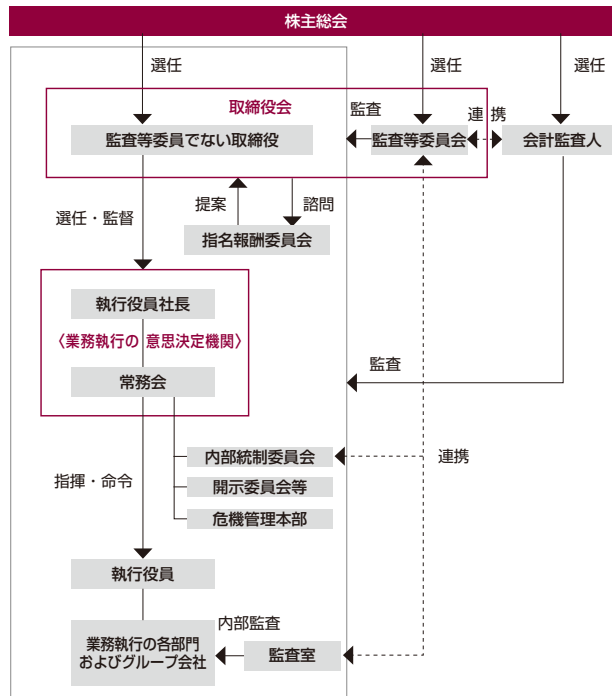 株主総会
選任
選任
選任
取締役会
監査
連携
監査等委員でない取締役
監査等委員会
会計監査人
提案
諮問
選任・監督
指名報酬委員会
執行役員社長
〈業務執行の 意思決定機関〉
監査
常務会
内部統制委員会
連携
指揮・命令
開示委員会等
危機管理本部
執行役員
内部監査
業務執行の各部門
およびグループ会社
監査室